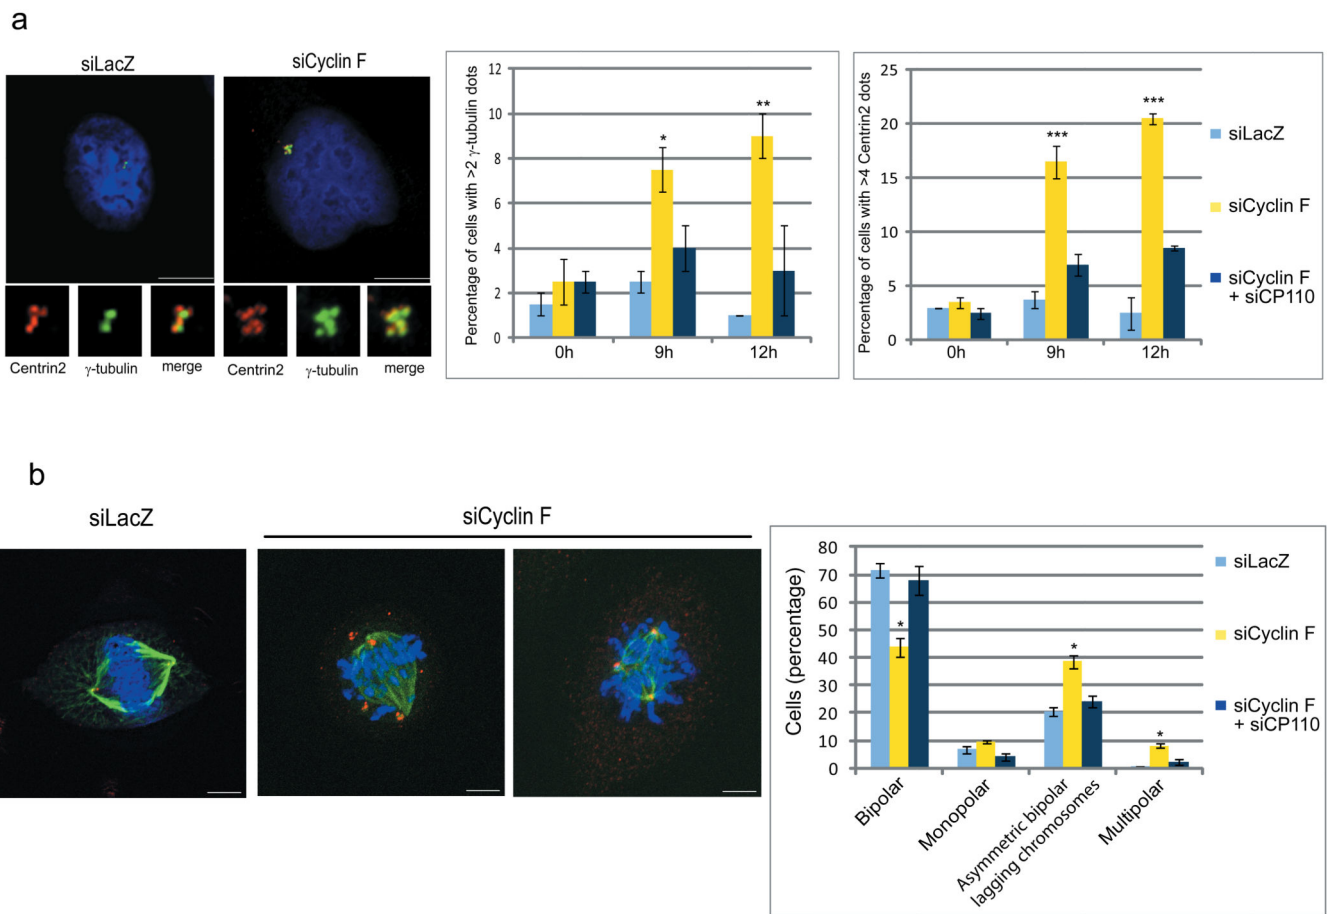 a
siLacZ
siCyclin F
Centrin2
γ-tubulin
merge
Centrin2
γ-tubulin
merge
Percentage of cells with >2 γ-tubulin dots
12
10
8
6
4
2
0
*
**
0h
9h
12h
Percentage of cells with >4 Centrin2 dots
25
20
15
10
5
0
***
***
0h
9h
12h
siLacZ
siCyclin F
siCyclin F
+ siCP110
b
siLacZ
siCyclin F
Cells (percentage)
80
70
60
50
40
30
20
10
0
*
*
*
Bipolar
Monopolar
Asymmetric bipolar
lagging chromosomes
Multipolar
siLacZ
siCyclin F
siCyclin F
+ siCP110